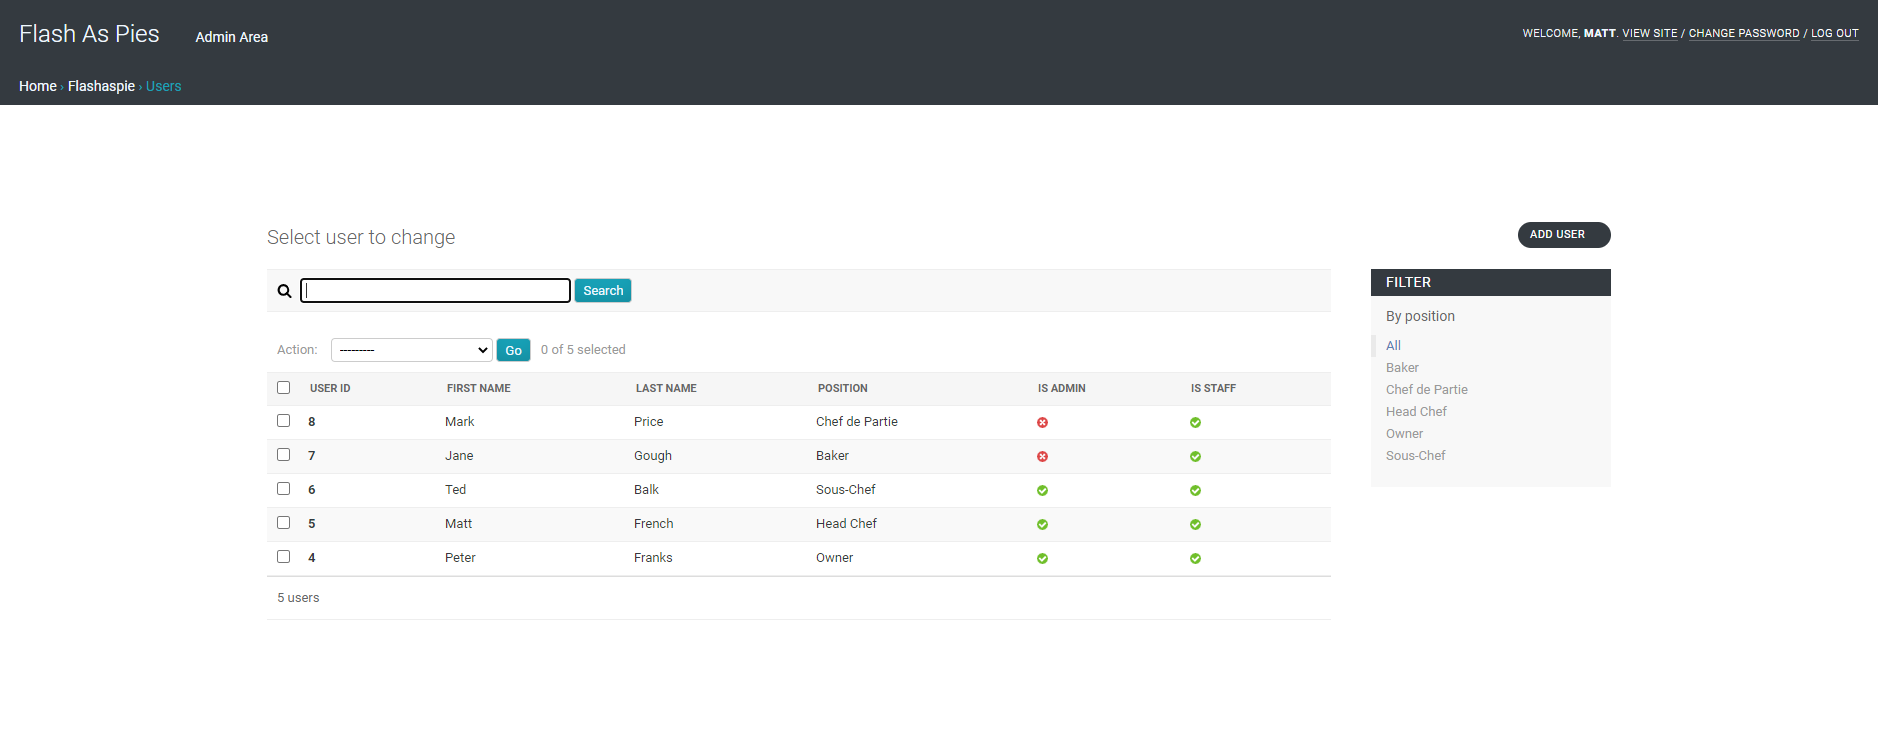 Flash As Pies Admin Area WELCOME, MATT. VIEW SITE / CHANGE PASSWORD / LOG OUT
Home › Flashaspie › Users
Select user to change ADD USER
Search
FILTER
By position
All
Baker
Chef de Partie
Head Chef
Owner
Sous-Chef
Action: --------- Go 0 of 5 selected
USER ID FIRST NAME LAST NAME POSITION IS ADMIN IS STAFF
8 Mark Price Chef de Partie
7 Jane Gough Baker
6 Ted Balk Sous-Chef
5 Matt French Head Chef
4 Peter Franks Owner
5 users